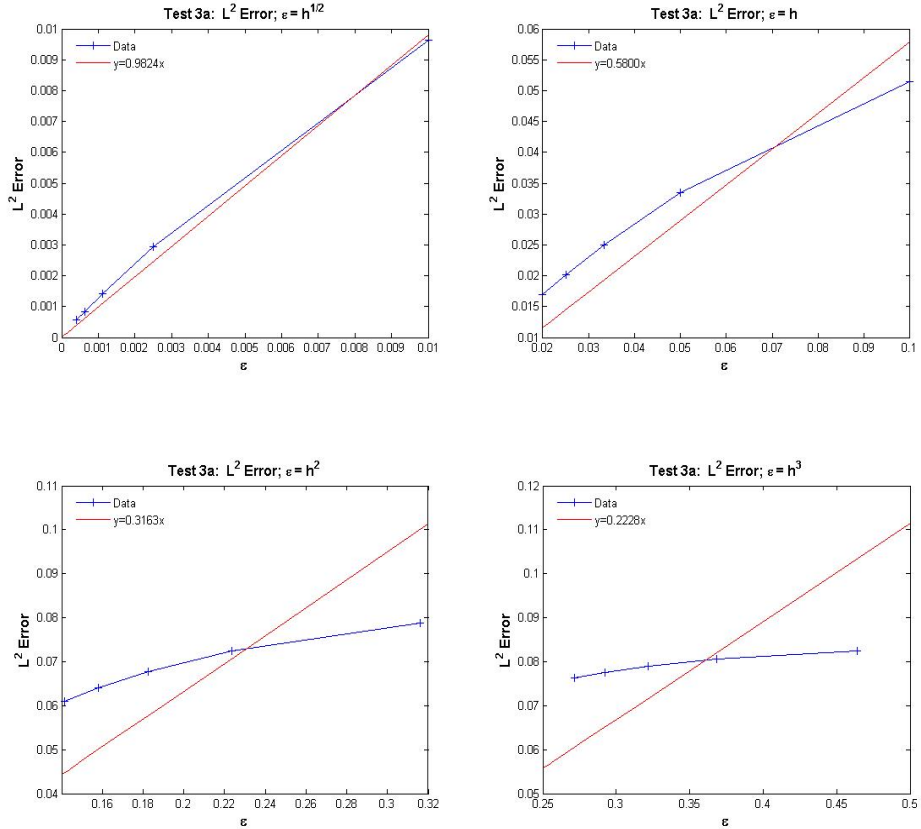 Test 3a: L² Error; ε = h^1/2
Data
y=0.9824x
L² Error
0.01
0.009
0.008
0.007
0.006
0.005
0.004
0.003
0.002
0.001
0
0 0.001 0.002 0.003 0.004 0.005 0.006 0.007 0.008 0.009 0.01
ε
Test 3a: L² Error; ε = h
Data
y=0.5800x
L² Error
0.06
0.055
0.05
0.045
0.04
0.035
0.03
0.025
0.02
0.015
0.01
0.02 0.03 0.04 0.05 0.06 0.07 0.08 0.09 0.1
ε
Test 3a: L² Error; ε = h²
Data
y=0.3163x
L² Error
0.11
0.1
0.09
0.08
0.07
0.06
0.05
0.04
0.16 0.18 0.2 0.22 0.24 0.26 0.28 0.3 0.32
ε
Test 3a: L² Error; ε = h³
Data
y=0.2228x
L² Error
0.12
0.11
0.1
0.09
0.08
0.07
0.06
0.05
0.25 0.3 0.35 0.4 0.45 0.5
ε